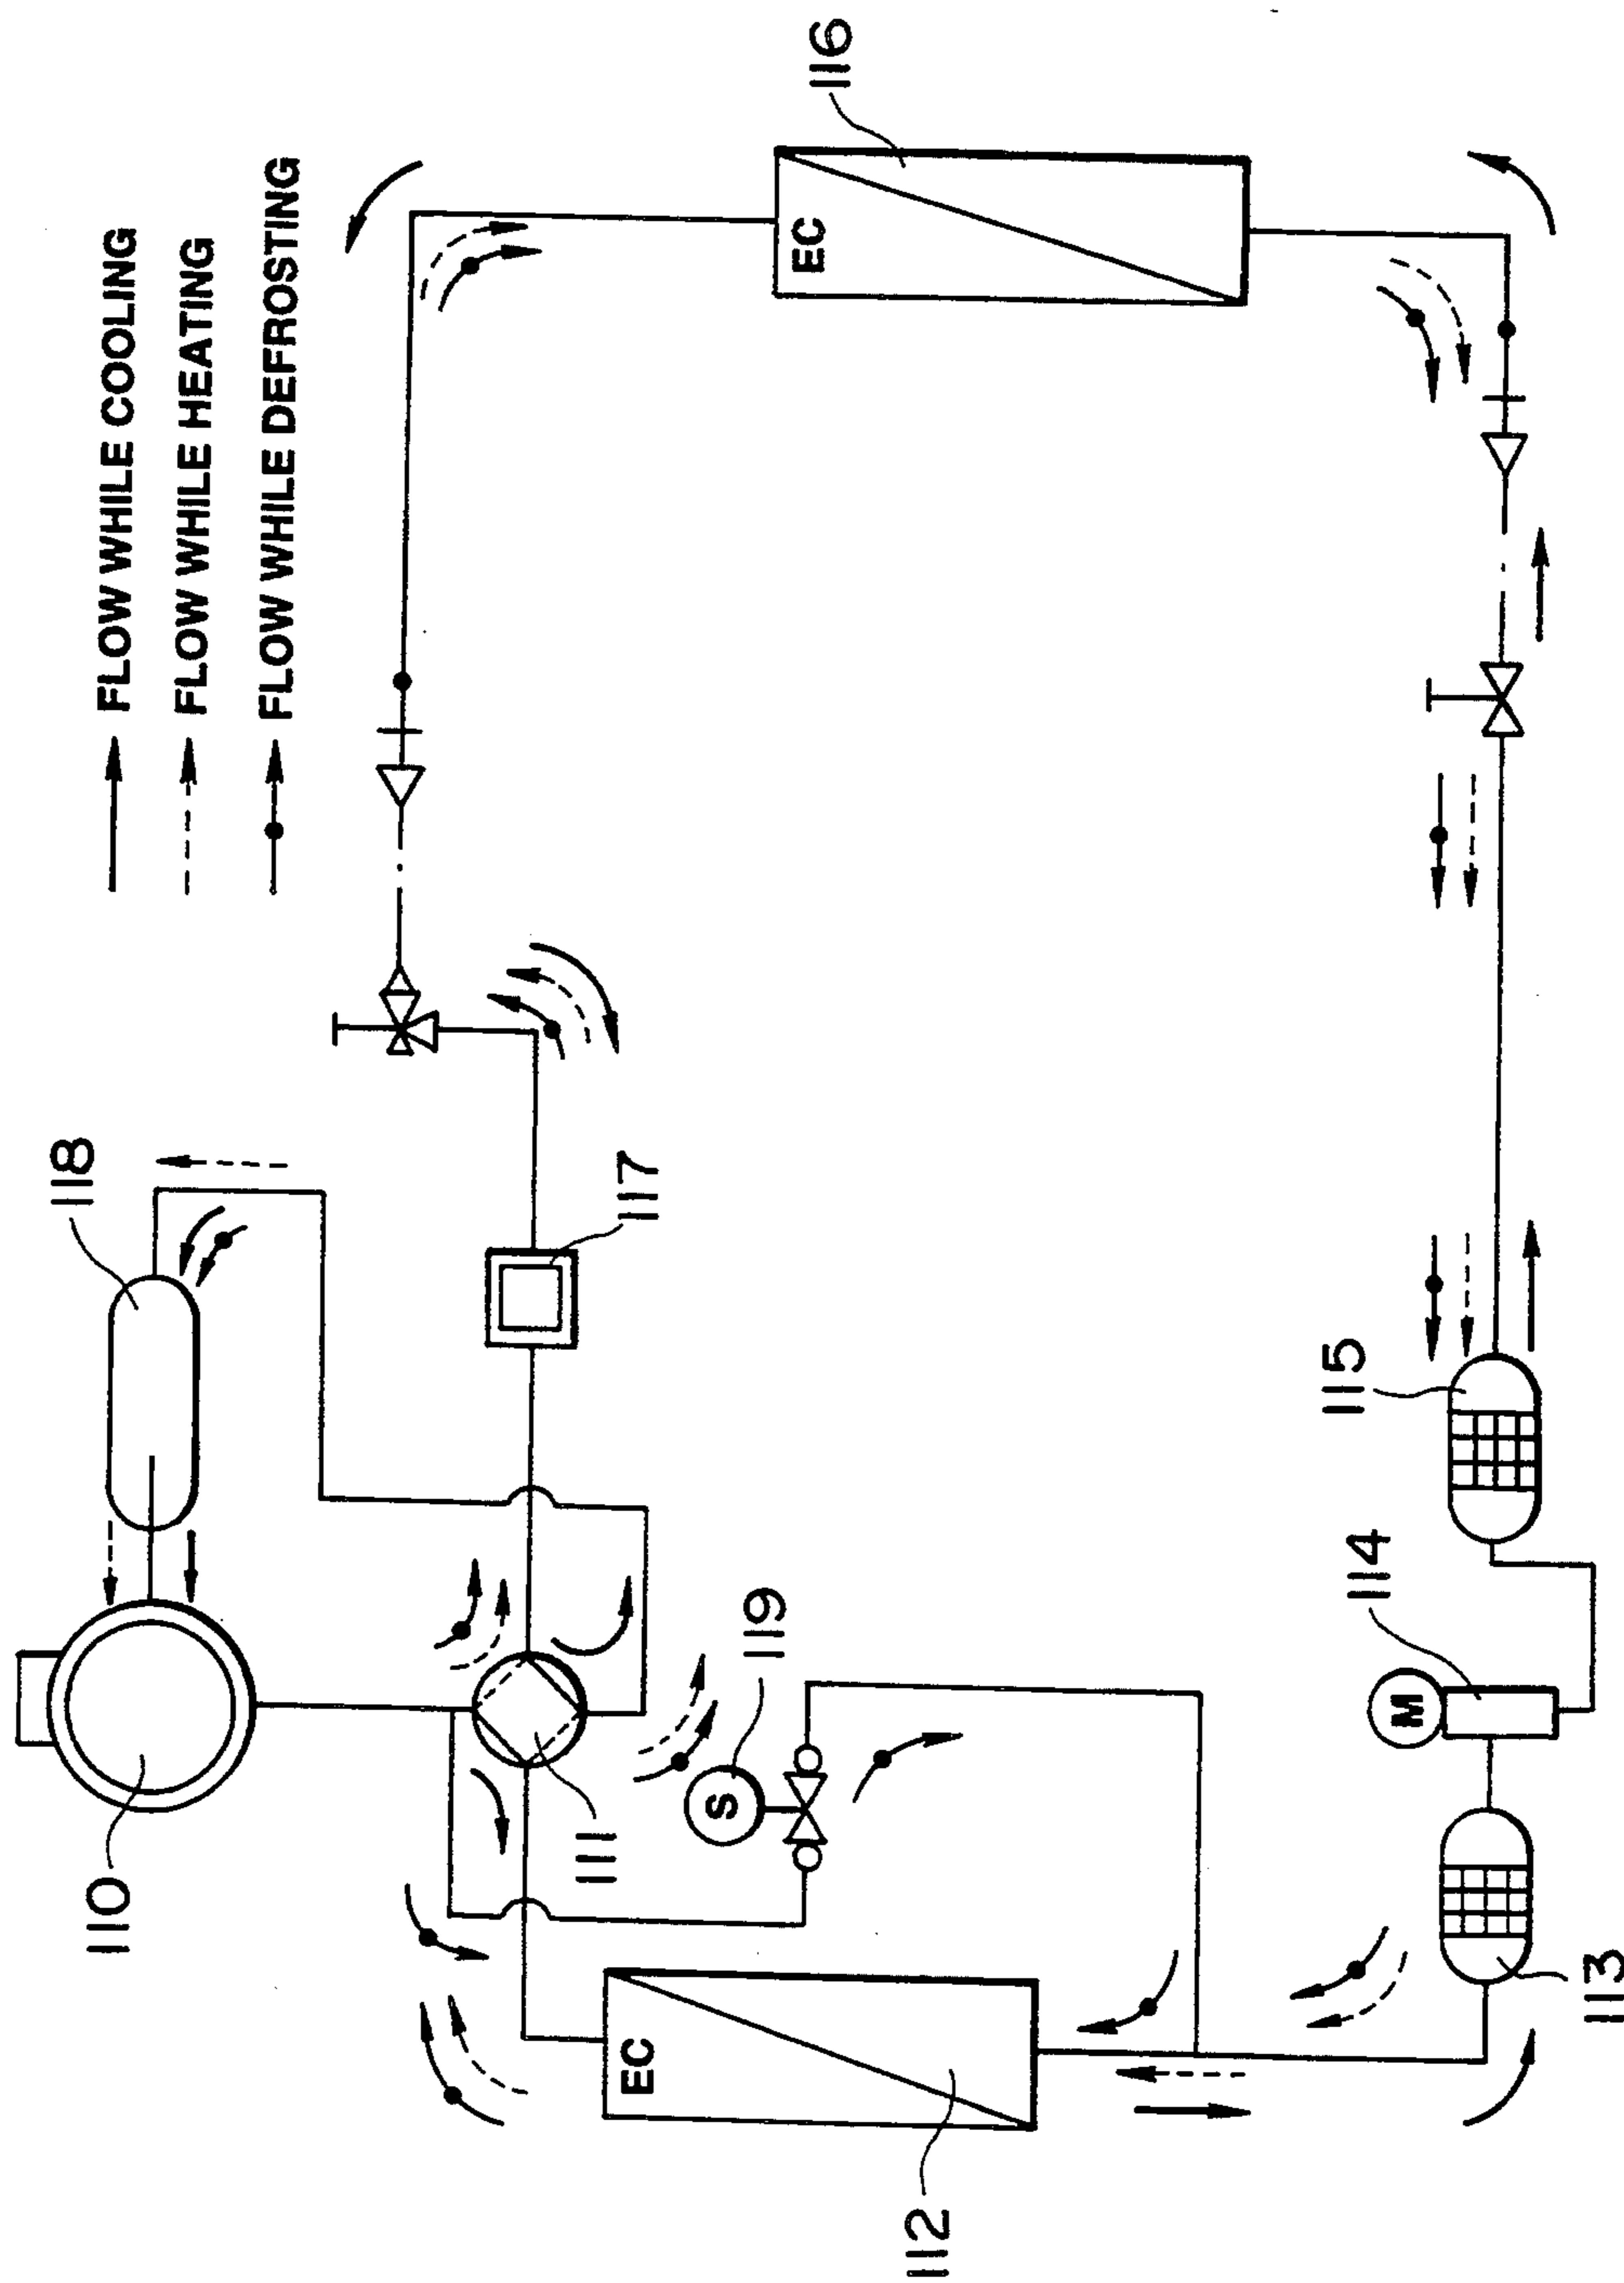 FLOW WHILE COOLING
FLOW WHILE HEATING
FLOW WHILE DEFROSTING
110
118
111
117
119
S
EC
112
EC
116
113
M
114
115